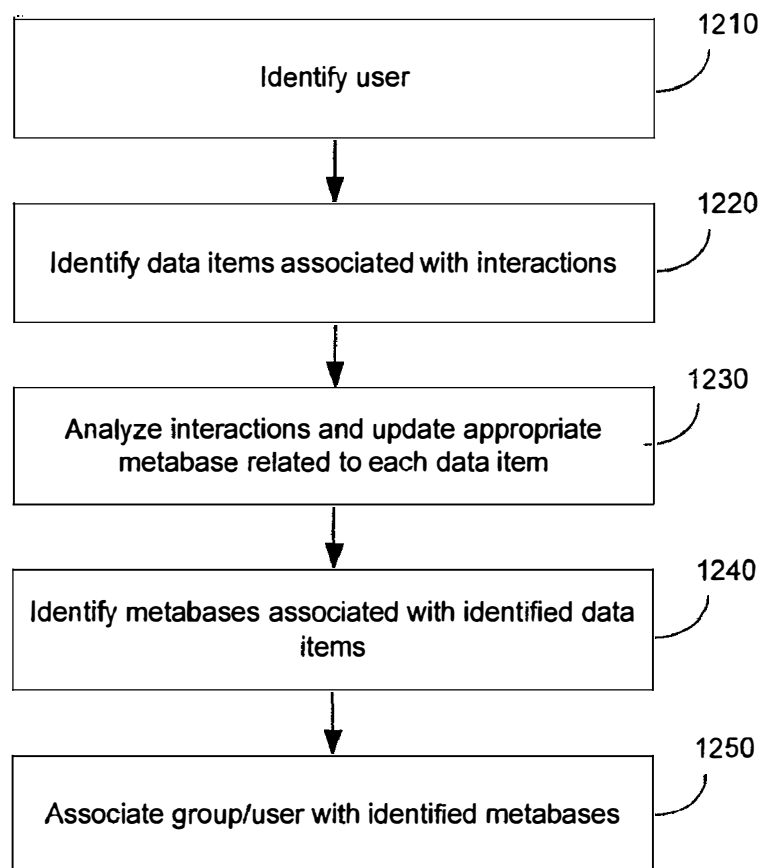 1210
Identify user
1220
Identify data items associated with interactions
1230
Analyze interactions and update appropriate
metabase related to each data item
1240
Identify metabases associated with identified data
items
1250
Associate group/user with identified metabases